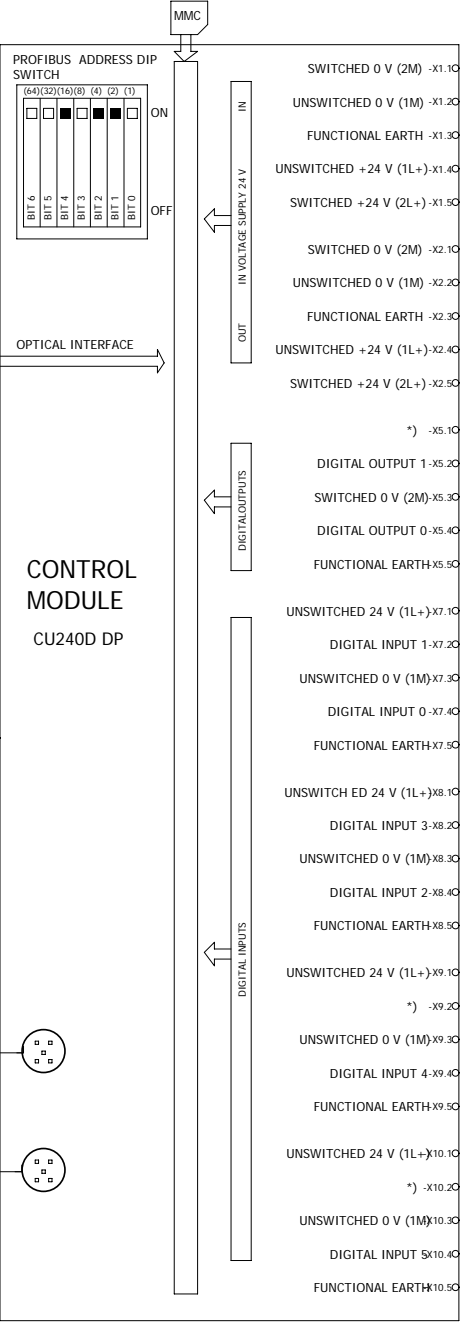 MMC
PROFIBUS ADDRESS DIP
SWITCH
(64)(32)(16)(8) (4) (2) (1)
ON
BIT 6
BIT 5
BIT 4
BIT 3
BIT 2
BIT 1
BIT 0
OFF
OPTICAL INTERFACE
CONTROL
MODULE
CU240D DP
IN
IN VOLTAGE SUPPLY 24 V
OUT
DIGITALOUTPUTS
DIGITAL INPUTS
SWITCHED 0 V (2M) -X1.1
UNSWITCHED 0 V (1M) -X1.2
FUNCTIONAL EARTH -X1.3
UNSWITCHED +24 V (1L+)-X1.4
SWITCHED +24 V (2L+) -X1.5
SWITCHED 0 V (2M) -X2.1
UNSWITCHED 0 V (1M) -X2.2
FUNCTIONAL EARTH -X2.3
UNSWITCHED +24 V (1L+)-X2.4
SWITCHED +24 V (2L+) -X2.5
*) -X5.1
DIGITAL OUTPUT 1-X5.2
SWITCHED 0 V (2M)-X5.3
DIGITAL OUTPUT 0-X5.4
FUNCTIONAL EARTH-X5.5
UNSWITCHED 24 V (1L+)-X7.1
DIGITAL INPUT 1-X7.2
UNSWITCHED 0 V (1M)-X7.3
DIGITAL INPUT 0-X7.4
FUNCTIONAL EARTH-X7.5
UNSWITCH ED 24 V (1L+)-X8.1
DIGITAL INPUT 3-X8.2
UNSWITCHED 0 V (1M)-X8.3
DIGITAL INPUT 2-X8.4
FUNCTIONAL EARTH-X8.5
UNSWITCHED 24 V (1L+)-X9.1
*) -X9.2
UNSWITCHED 0 V (1M)-X9.3
DIGITAL INPUT 4-X9.4
FUNCTIONAL EARTH-X9.5
UNSWITCHED 24 V (1L+)-X10.1
*) -X10.2
UNSWITCHED 0 V (1M)-X10.3
DIGITAL INPUT 5-X10.4
FUNCTIONAL EARTH-X10.5